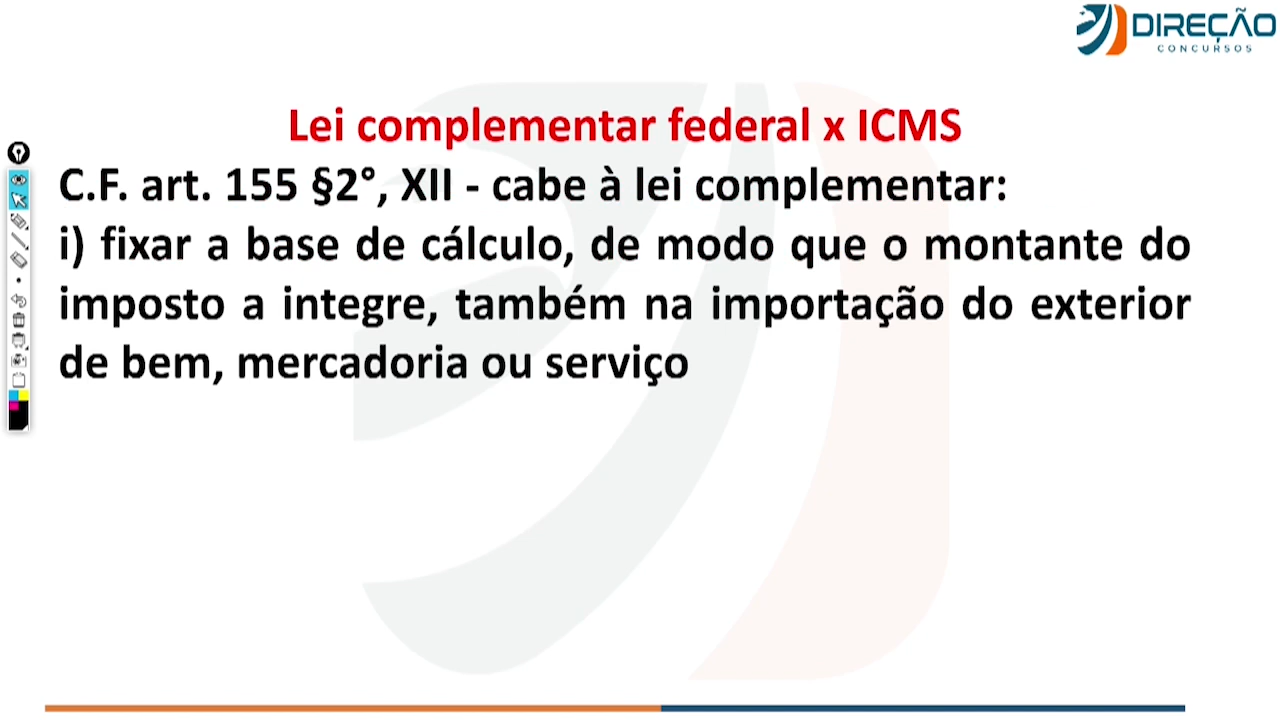 DIREÇÃO
CONCURSOS
Lei complementar federal x ICMS
C.F. art. 155 §2°, XII - cabe à lei complementar:
i) fixar a base de cálculo, de modo que o montante do
imposto a integre, também na importação do exterior
de bem, mercadoria ou serviço